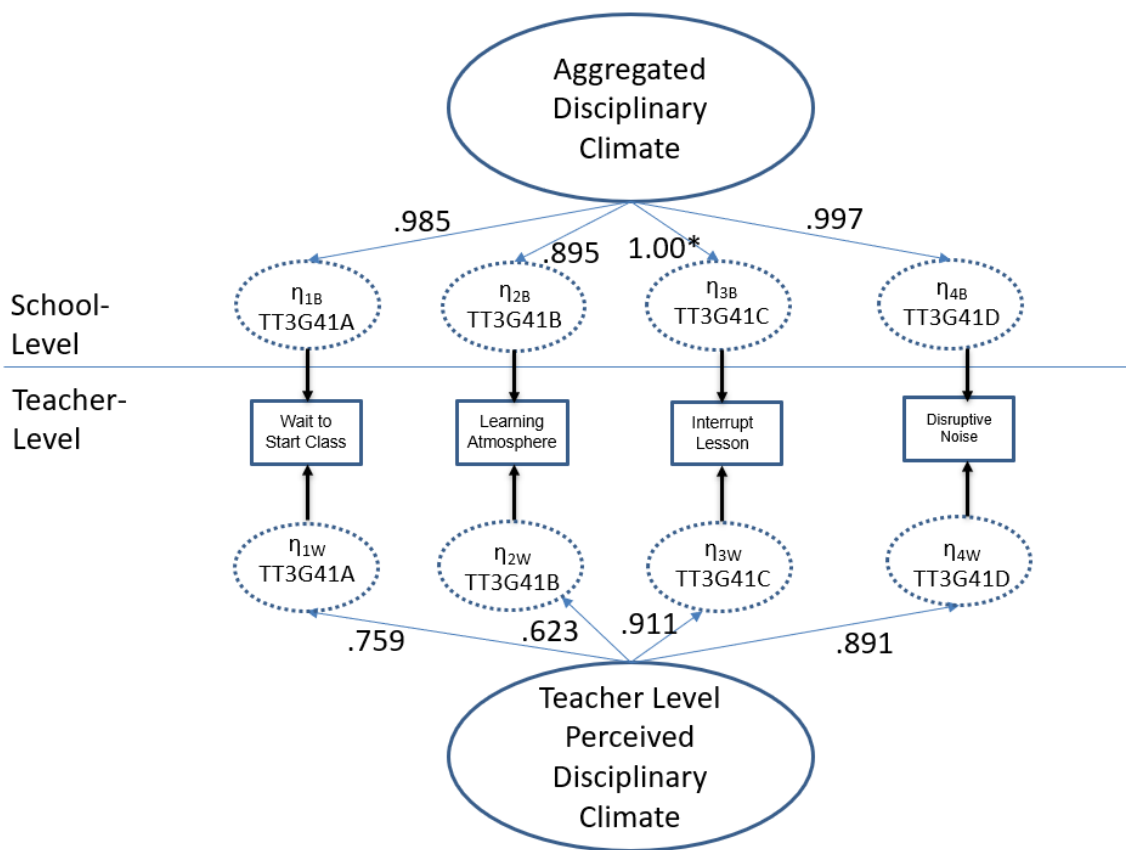 Aggregated
Disciplinary
Climate
.985
.895
1.00*
.997
School-
Level
η1B
TT3G41A
η2B
TT3G41B
η3B
TT3G41C
η4B
TT3G41D
Teacher-
Level
Wait to
Start Class
Learning
Atmosphere
Interrupt
Lesson
Disruptive
Noise
η1W
TT3G41A
η2W
TT3G41B
η3W
TT3G41C
η4W
TT3G41D
.759
.623
.911
.891
Teacher Level
Perceived
Disciplinary
Climate